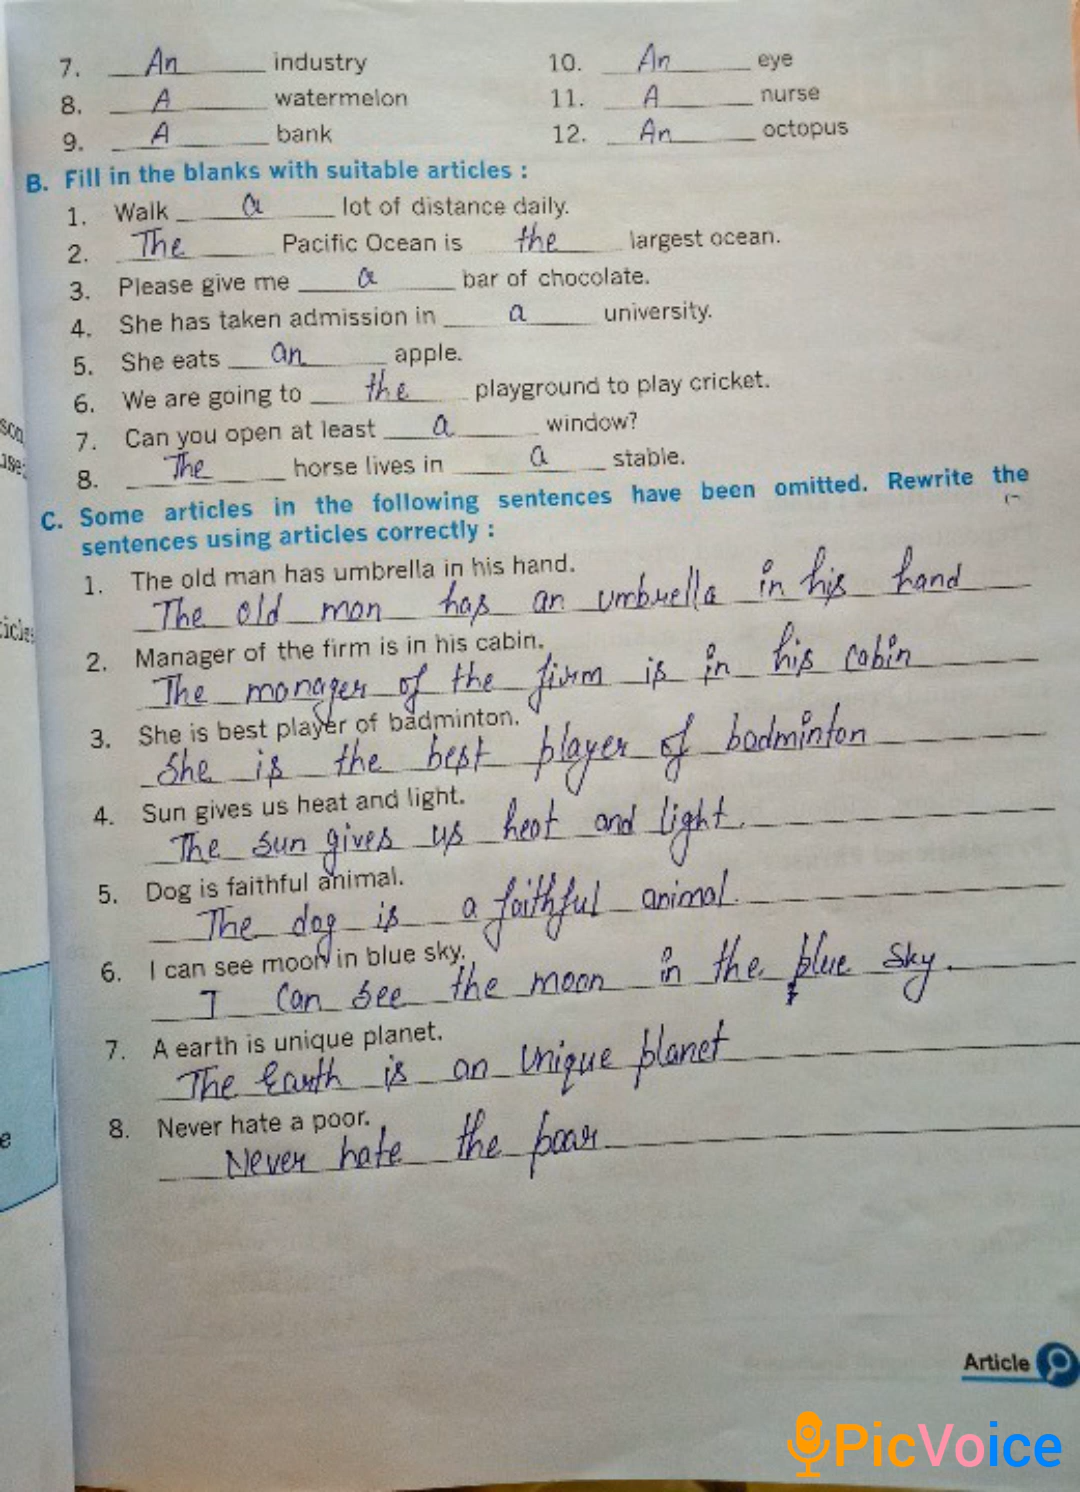 7. An industry 10. An eye
8. A watermelon 11. A nurse
9. A bank 12. An octopus
B. Fill in the blanks with suitable articles :
1. Walk a lot of distance daily.
2. The Pacific Ocean is the largest ocean.
3. Please give me a bar of chocolate.
4. She has taken admission in a university.
5. She eats an apple.
6. We are going to the playground to play cricket.
7. Can you open at least a window?
8. The horse lives in a stable.
C. Some articles in the following sentences have been omitted. Rewrite the
sentences using articles correctly :
1. The old man has umbrella in his hand.
The old man has an umbrella in his hand
2. Manager of the firm is in his cabin.
The manager of the firm is in his cabin
3. She is best player of badminton.
She is the best player of badminton
4. Sun gives us heat and light.
The sun gives us heat and light.
5. Dog is faithful animal.
The dog is a faithful animal.
6. I can see moon in blue sky.
I can see the moon in the blue sky.
7. A earth is unique planet.
The Earth is an unique planet
8. Never hate a poor.
Never hate the poor
Article
PicVoice